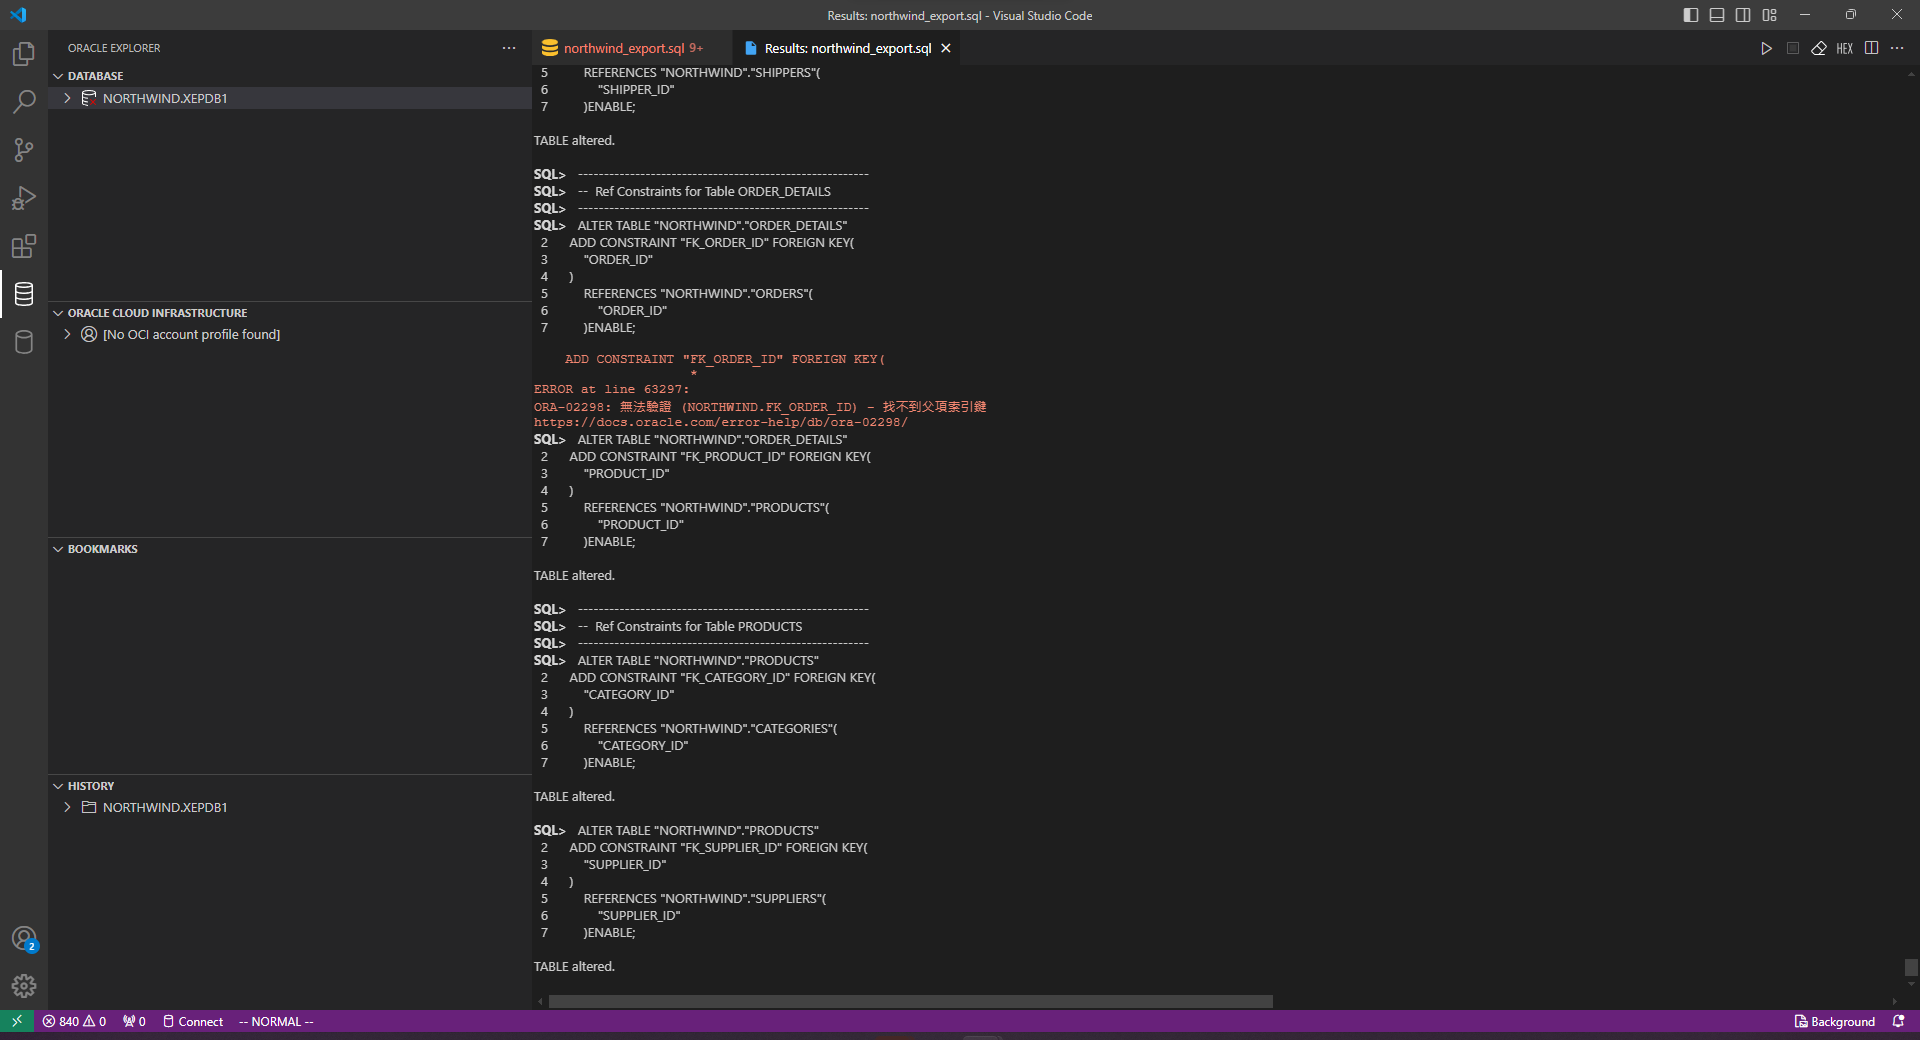 Results: northwind_export.sql - Visual Studio Code
ORACLE EXPLORER
DATABASE
NORTHWIND.XEPDB1
ORACLE CLOUD INFRASTRUCTURE
[No OCI account profile found]
BOOKMARKS
HISTORY
NORTHWIND.XEPDB1
2
northwind_export.sql 9+
Results: northwind_export.sql
HEX
5 REFERENCES "NORTHWIND"."SHIPPERS"(
6 "SHIPPER_ID"
7 )ENABLE;
TABLE altered.
SQL> --------------------------------------------------------
SQL> -- Ref Constraints for Table ORDER_DETAILS
SQL> --------------------------------------------------------
SQL> ALTER TABLE "NORTHWIND"."ORDER_DETAILS"
2 ADD CONSTRAINT "FK_ORDER_ID" FOREIGN KEY(
3 "ORDER_ID"
4 )
5 REFERENCES "NORTHWIND"."ORDERS"(
6 "ORDER_ID"
7 )ENABLE;
ADD CONSTRAINT "FK_ORDER_ID" FOREIGN KEY(
*
ERROR at line 63297:
ORA-02298: 無法驗證 (NORTHWIND.FK_ORDER_ID) - 找不到父項索引鍵
https://docs.oracle.com/error-help/db/ora-02298/
SQL> ALTER TABLE "NORTHWIND"."ORDER_DETAILS"
2 ADD CONSTRAINT "FK_PRODUCT_ID" FOREIGN KEY(
3 "PRODUCT_ID"
4 )
5 REFERENCES "NORTHWIND"."PRODUCTS"(
6 "PRODUCT_ID"
7 )ENABLE;
TABLE altered.
SQL> --------------------------------------------------------
SQL> -- Ref Constraints for Table PRODUCTS
SQL> --------------------------------------------------------
SQL> ALTER TABLE "NORTHWIND"."PRODUCTS"
2 ADD CONSTRAINT "FK_CATEGORY_ID" FOREIGN KEY(
3 "CATEGORY_ID"
4 )
5 REFERENCES "NORTHWIND"."CATEGORIES"(
6 "CATEGORY_ID"
7 )ENABLE;
TABLE altered.
SQL> ALTER TABLE "NORTHWIND"."PRODUCTS"
2 ADD CONSTRAINT "FK_SUPPLIER_ID" FOREIGN KEY(
3 "SUPPLIER_ID"
4 )
5 REFERENCES "NORTHWIND"."SUPPLIERS"(
6 "SUPPLIER_ID"
7 )ENABLE;
TABLE altered.
840 0 0 Connect -- NORMAL -- Background